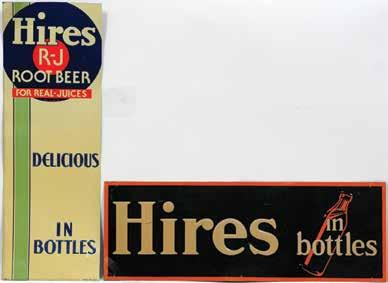 Hires
R-J
ROOT BEER
FOR REAL-JUICES
DELICIOUS
IN
BOTTLES
Hires
in
bottles